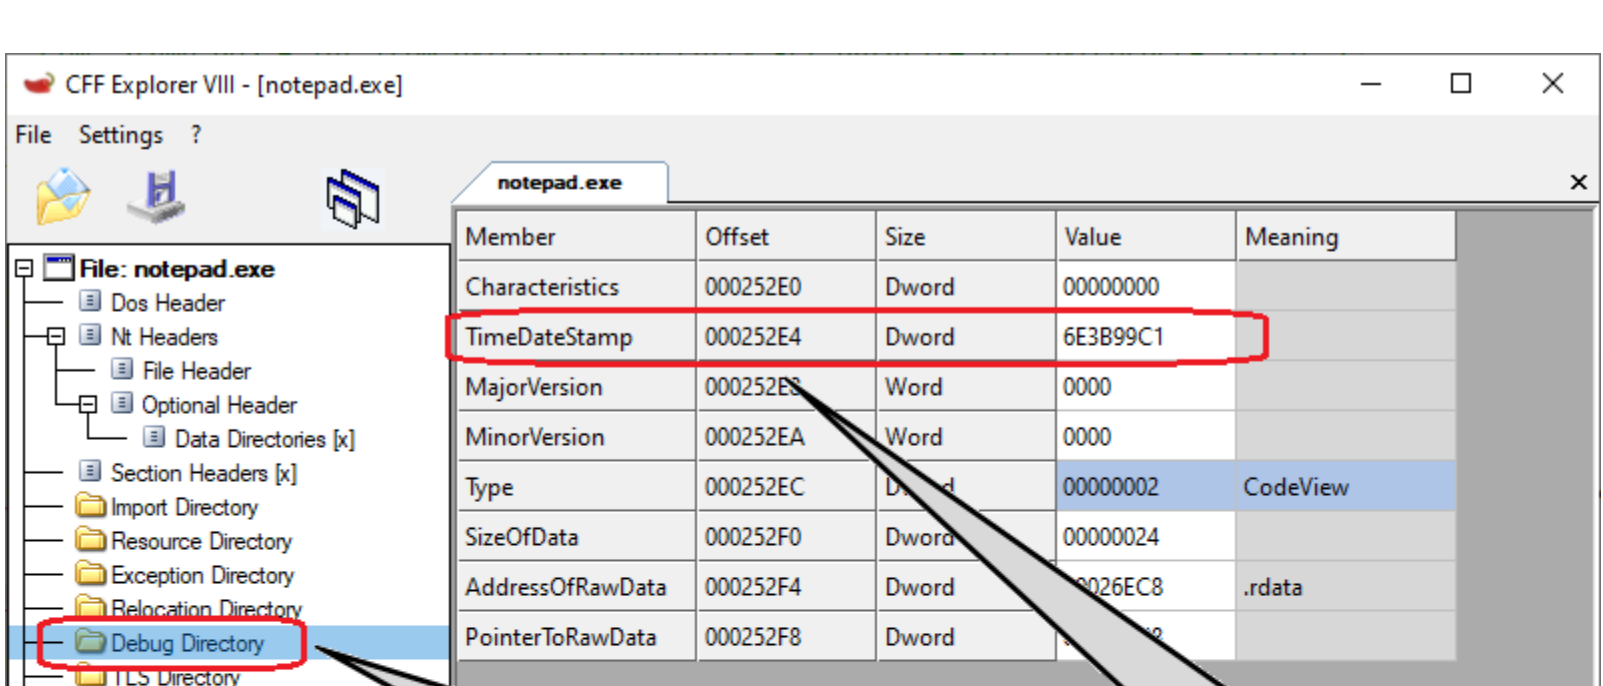 CFF Explorer VIII - [notepad.exe]
File Settings ?
notepad.exe
File: notepad.exe
Dos Header
Nt Headers
File Header
Optional Header
Data Directories [x]
Section Headers [x]
Import Directory
Resource Directory
Exception Directory
Relocation Directory
Debug Directory
TLS Directory
Member Offset Size Value Meaning
Characteristics 000252E0 Dword 00000000
TimeDateStamp 000252E4 Dword 6E3B99C1
MajorVersion Word 0000
MinorVersion 000252EA Word 0000
Type 000252EC Dword 00000002 CodeView
SizeOfData 000252F0 Dword 00000024
AddressOfRawData 000252F4 Dword .rdata
PointerToRawData 000252F8 Dword